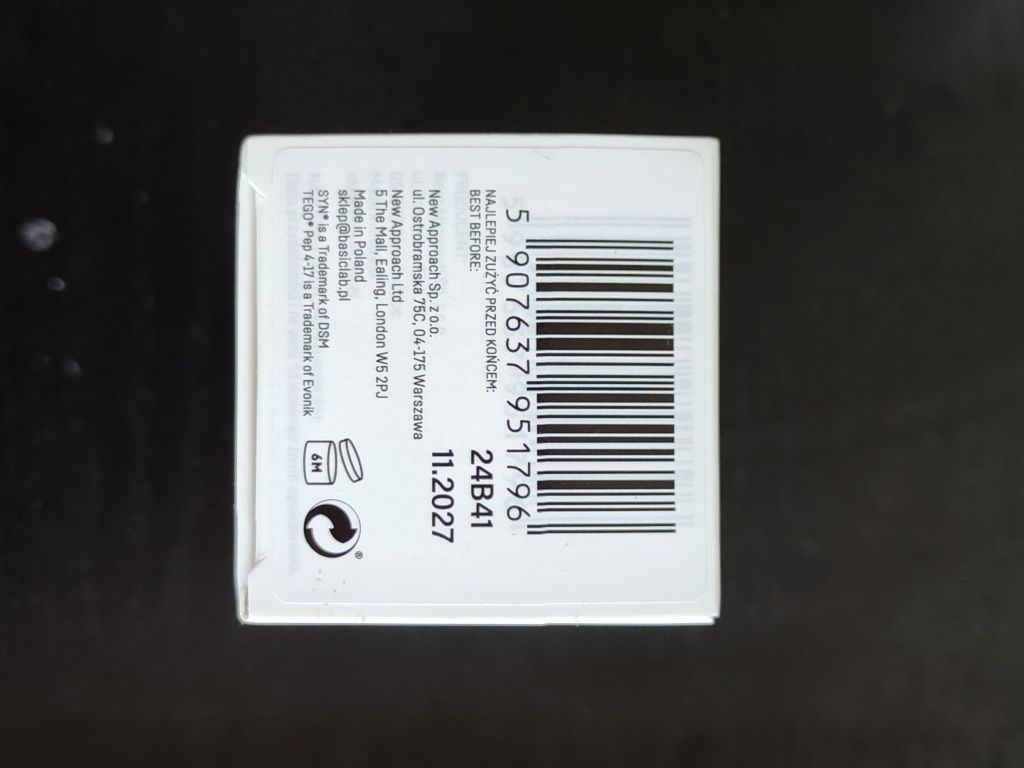 5 907637 951796
NAJLEPIEJ ZUŻYĆ PRZED KOŃCEM:
BEST BEFORE:
24B41
11.2027
New Approach Sp. z o.o.
ul. Ostrobramska 75C, 04-175 Warszawa
New Approach Ltd
5 The Mall, Ealing, London W5 2PJ
Made in Poland
sklep@basiclab.pl
SYN® is a Trademark of DSM
TEGO® Pep 4-17 is a Trademark of Evonik
6M
®